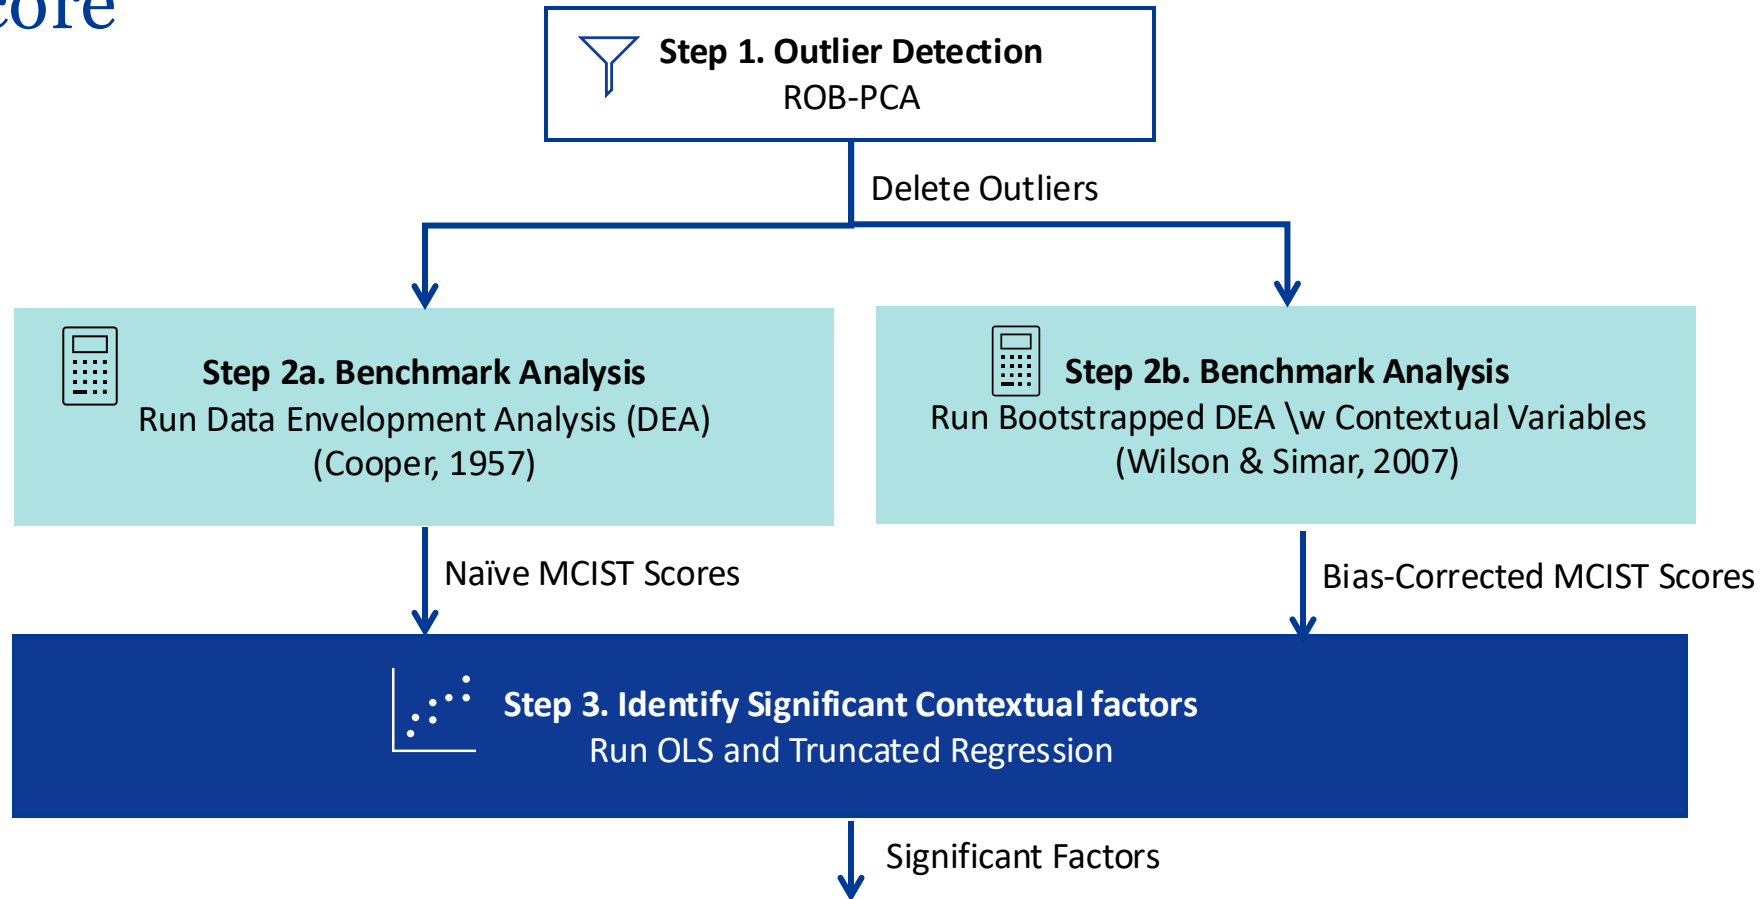 core
Step 1. Outlier Detection
ROB-PCA
Delete Outliers
Step 2a. Benchmark Analysis
Run Data Envelopment Analysis (DEA)
(Cooper, 1957)
Step 2b. Benchmark Analysis
Run Bootstrapped DEA \w Contextual Variables
(Wilson & Simar, 2007)
Naïve MCIST Scores
Bias-Corrected MCIST Scores
Step 3. Identify Significant Contextual factors
Run OLS and Truncated Regression
Significant Factors